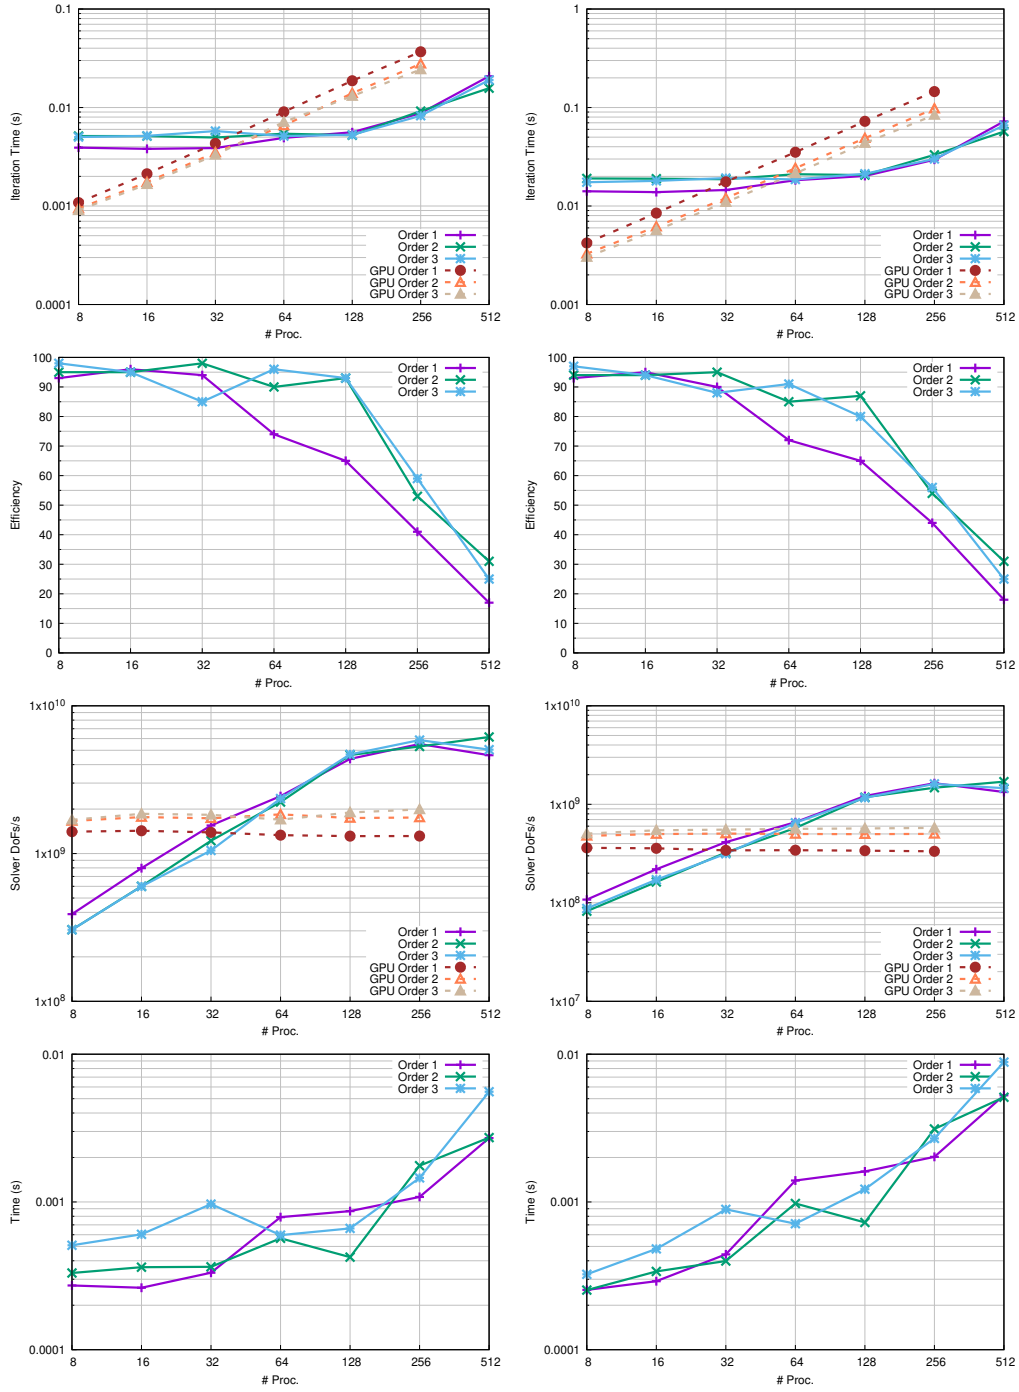 0.1
0.01
0.001
0.0001
Iteration Time (s)
Order 1
Order 2
Order 3
GPU Order 1
GPU Order 2
GPU Order 3
8 16 32 64 128 256 512
# Proc.
1
0.1
0.01
0.001
Iteration Time (s)
Order 1
Order 2
Order 3
GPU Order 1
GPU Order 2
GPU Order 3
8 16 32 64 128 256 512
# Proc.
100
90
80
70
60
50
40
30
20
10
0
Efficiency
Order 1
Order 2
Order 3
8 16 32 64 128 256 512
# Proc.
100
90
80
70
60
50
40
30
20
10
0
Efficiency
Order 1
Order 2
Order 3
8 16 32 64 128 256 512
# Proc.
1x10^10
1x10^9
1x10^8
Solver DoFs/s
Order 1
Order 2
Order 3
GPU Order 1
GPU Order 2
GPU Order 3
8 16 32 64 128 256 512
# Proc.
1x10^10
1x10^9
1x10^8
1x10^7
Solver DoFs/s
Order 1
Order 2
Order 3
GPU Order 1
GPU Order 2
GPU Order 3
8 16 32 64 128 256 512
# Proc.
0.01
0.001
0.0001
Time (s)
Order 1
Order 2
Order 3
8 16 32 64 128 256 512
# Proc.
0.01
0.001
0.0001
Time (s)
Order 1
Order 2
Order 3
8 16 32 64 128 256 512
# Proc.